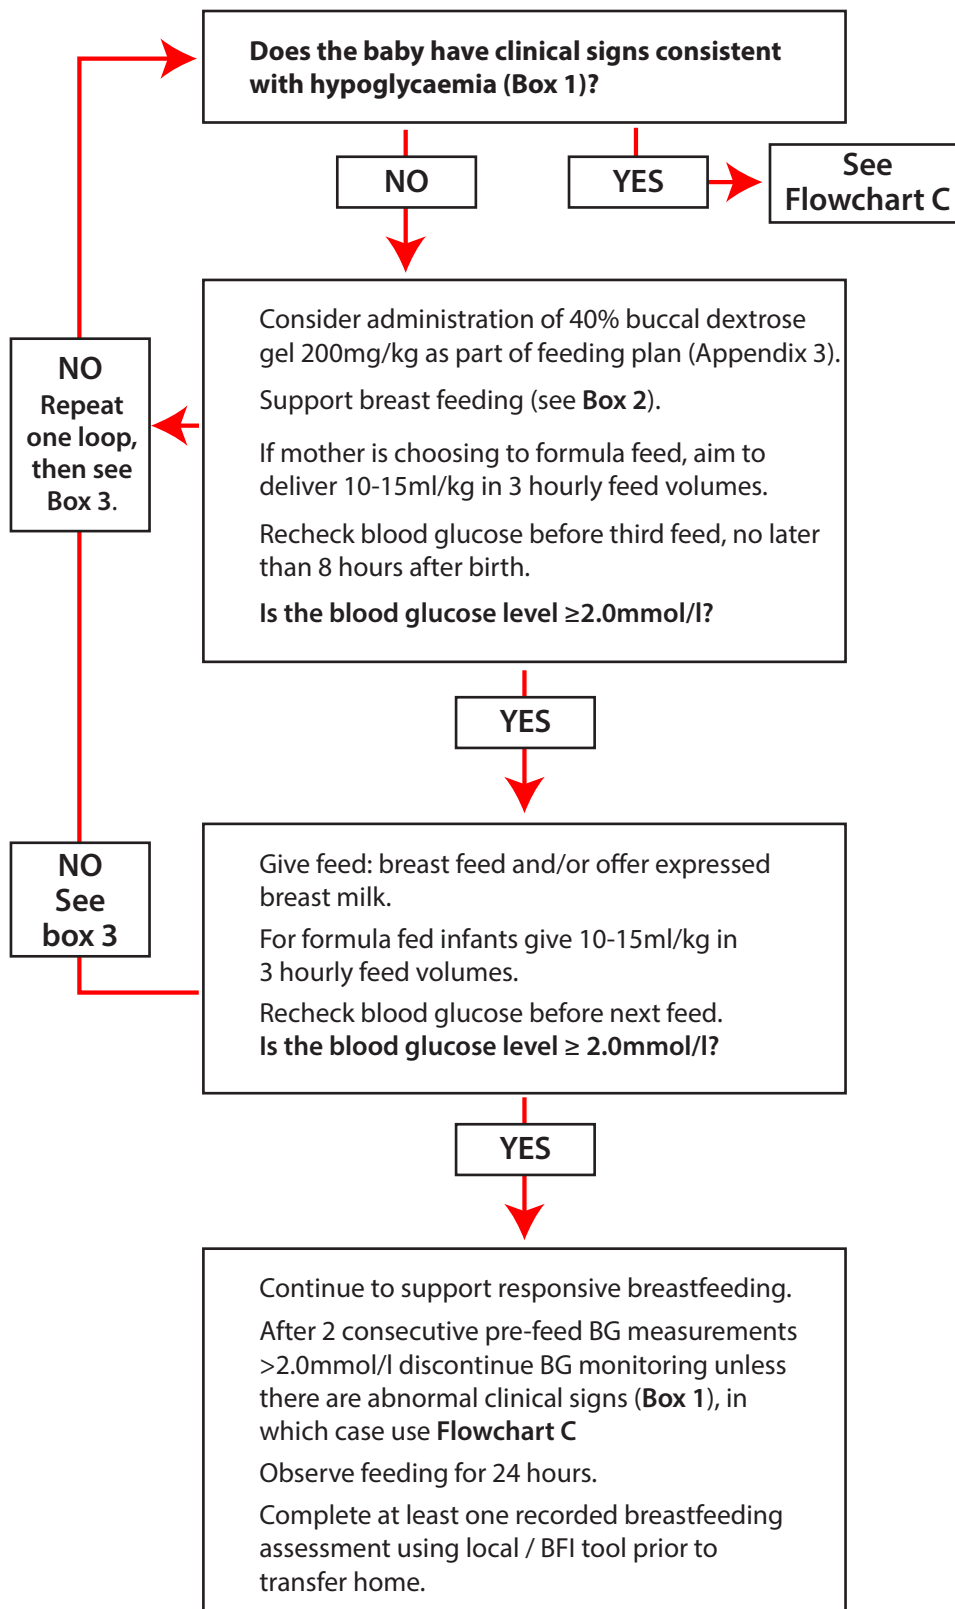 Does the baby have clinical signs consistent
with hypoglycaemia (Box 1)?
NO
YES
See
Flowchart C
Consider administration of 40% buccal dextrose
gel 200mg/kg as part of feeding plan (Appendix 3).
Support breast feeding (see Box 2).
If mother is choosing to formula feed, aim to
deliver 10-15ml/kg in 3 hourly feed volumes.
Recheck blood glucose before third feed, no later
than 8 hours after birth.
Is the blood glucose level ≥2.0mmol/l?
NO
Repeat
one loop,
then see
Box 3.
YES
Give feed: breast feed and/or offer expressed
breast milk.
For formula fed infants give 10-15ml/kg in
3 hourly feed volumes.
Recheck blood glucose before next feed.
Is the blood glucose level ≥ 2.0mmol/l?
NO
See
box 3
YES
Continue to support responsive breastfeeding.
After 2 consecutive pre-feed BG measurements
>2.0mmol/l discontinue BG monitoring unless
there are abnormal clinical signs (Box 1), in
which case use Flowchart C
Observe feeding for 24 hours.
Complete at least one recorded breastfeeding
assessment using local / BFI tool prior to
transfer home.